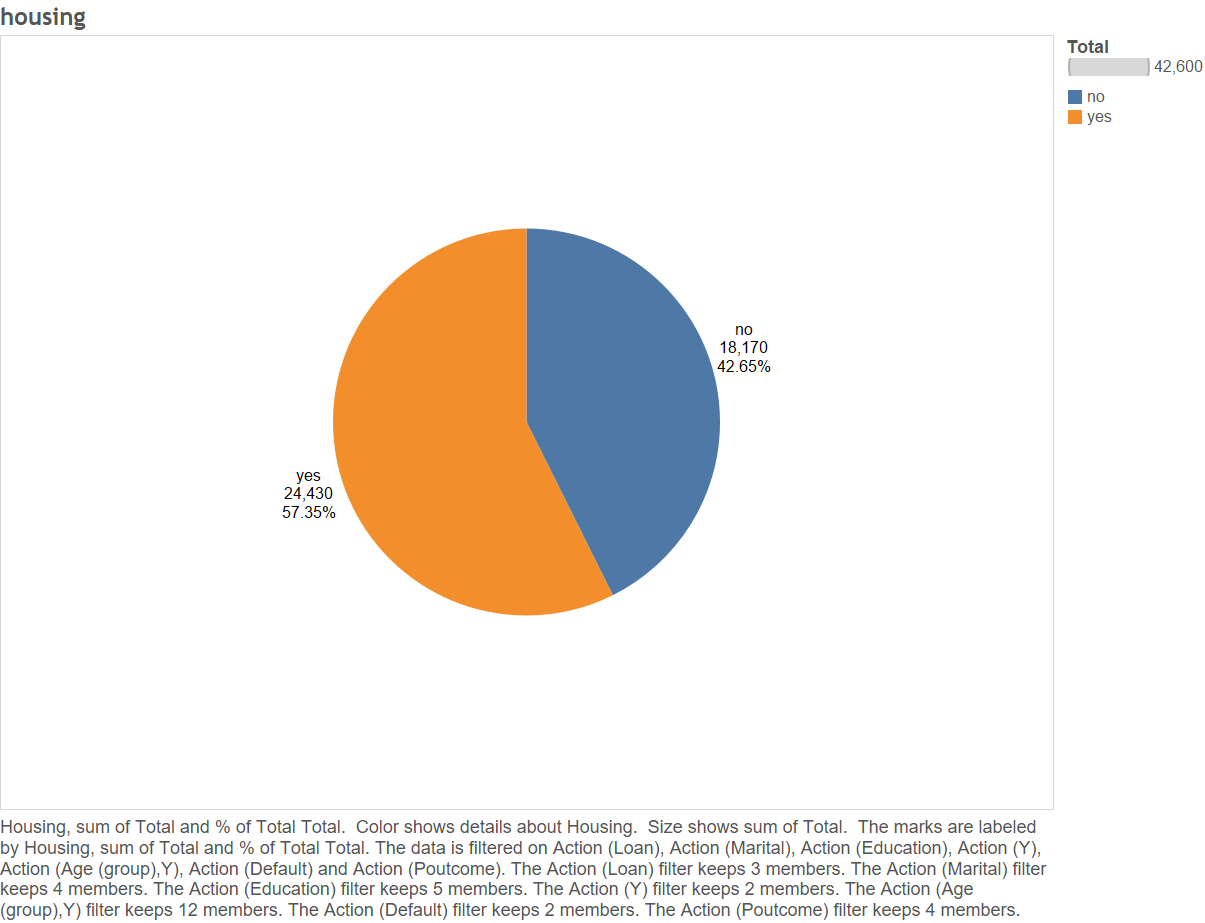 housing
Total
42,600
no
yes
no
18,170
42.65%
yes
24,430
57.35%
Housing, sum of Total and % of Total Total.  Color shows details about Housing.  Size shows sum of Total.  The marks are labeled
by Housing, sum of Total and % of Total Total. The data is filtered on Action (Loan), Action (Marital), Action (Education), Action (Y),
Action (Age (group),Y), Action (Default) and Action (Poutcome). The Action (Loan) filter keeps 3 members. The Action (Marital) filter
keeps 4 members. The Action (Education) filter keeps 5 members. The Action (Y) filter keeps 2 members. The Action (Age
(group),Y) filter keeps 12 members. The Action (Default) filter keeps 2 members. The Action (Poutcome) filter keeps 4 members.